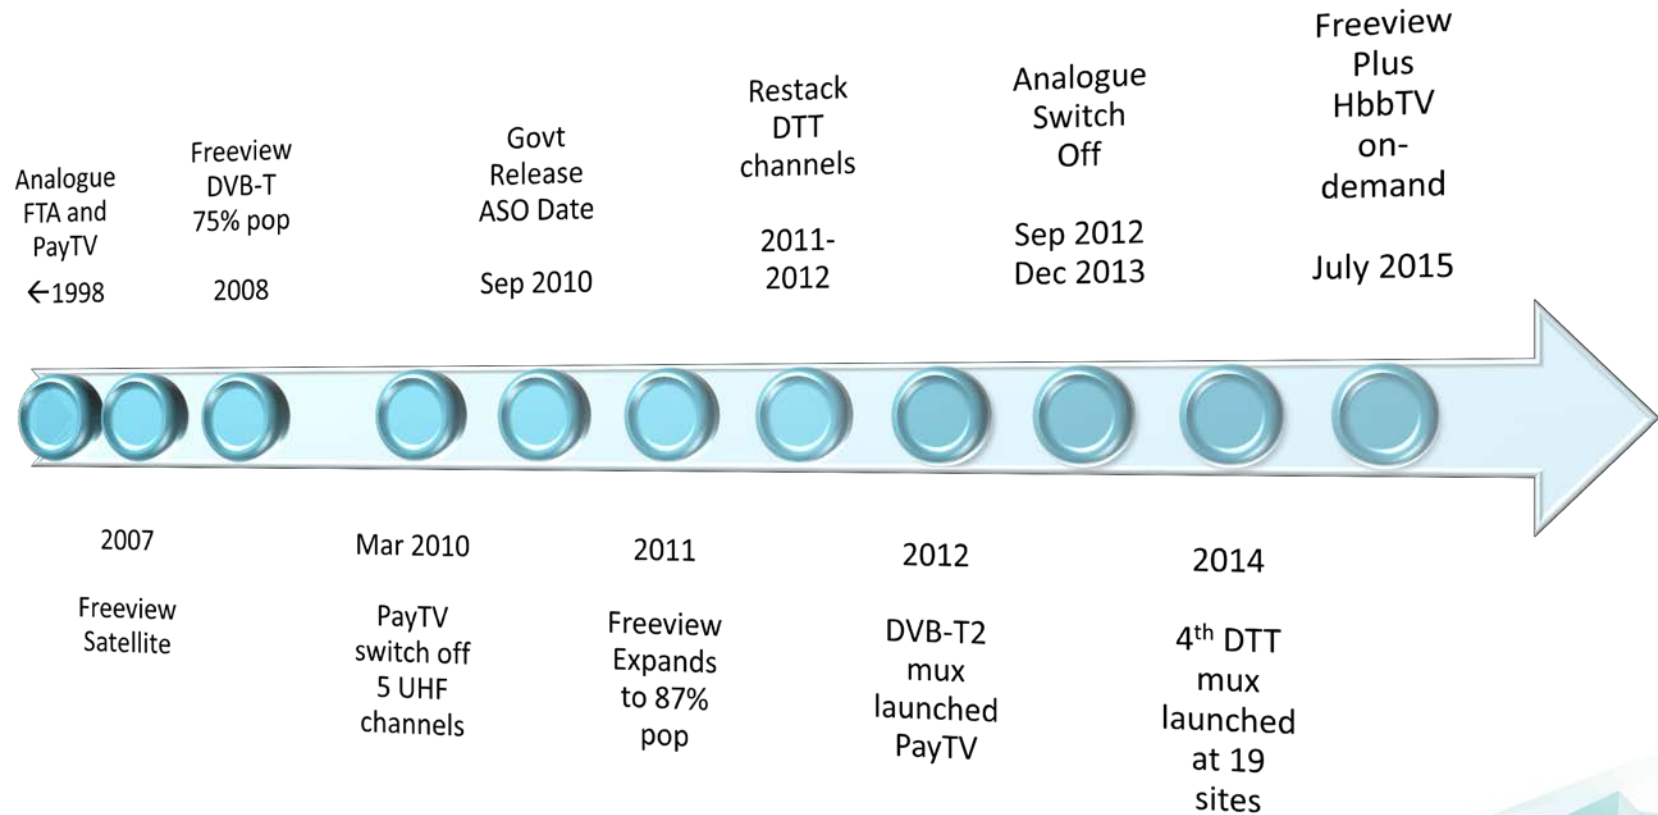 Analogue
FTA and
PayTV
←1998
Freeview
DVB-T
75% pop
2008
Govt
Release
ASO Date
Sep 2010
Restack
DTT
channels
2011-
2012
Analogue
Switch
Off
Sep 2012
Dec 2013
Freeview
Plus
HbbTV
on-
demand
July 2015
2007
Freeview
Satellite
Mar 2010
PayTV
switch off
5 UHF
channels
2011
Freeview
Expands
to 87%
pop
2012
DVB-T2
mux
launched
PayTV
2014
4th DTT
mux
launched
at 19
sites